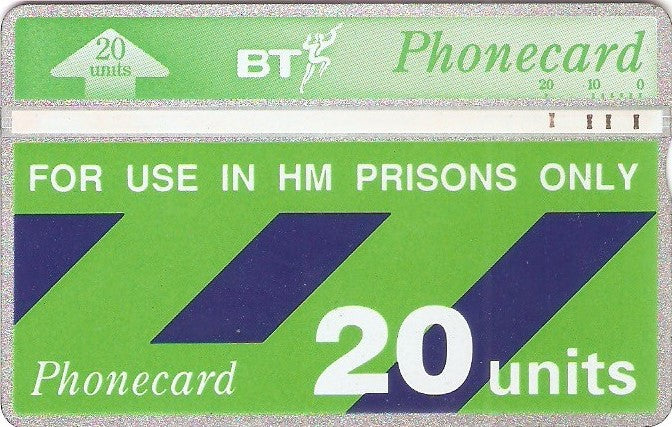 20 units
BT
Phonecard
20 10 0
FOR USE IN HM PRISONS ONLY
Phonecard
20 units